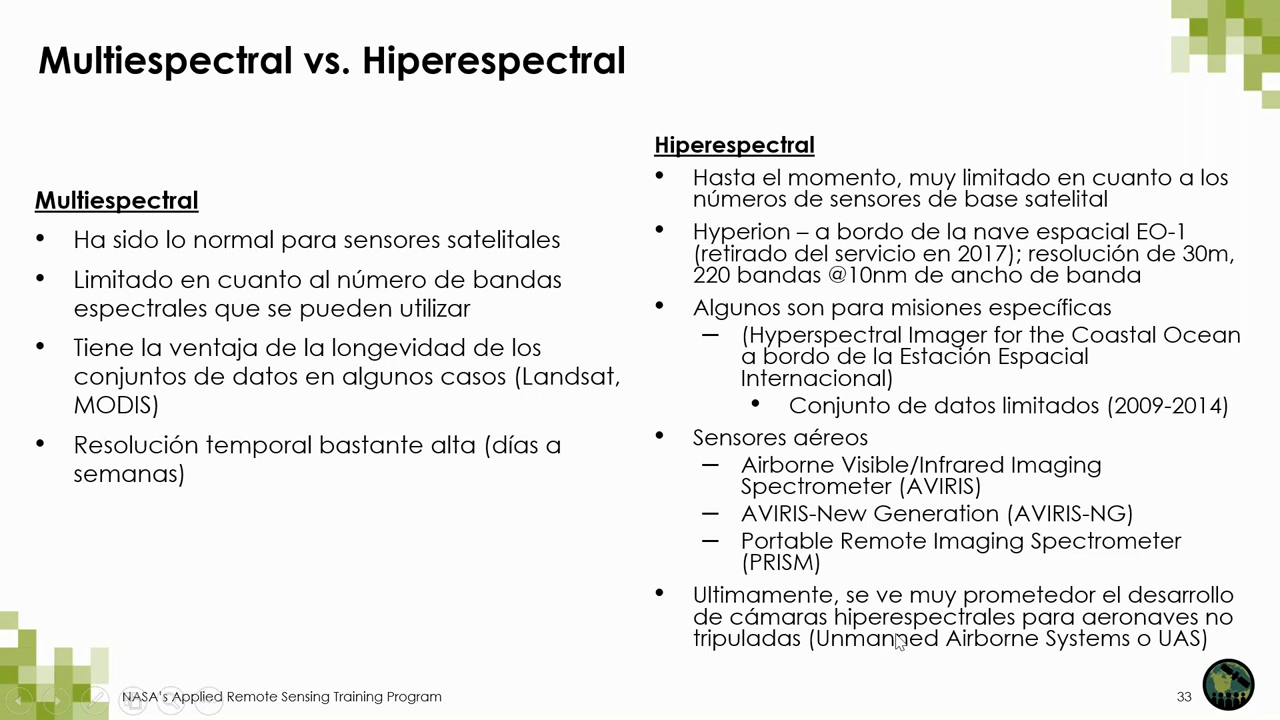 Multiespectral vs. Hiperespectral
Multiespectral
• Ha sido lo normal para sensores satelitales
• Limitado en cuanto al número de bandas
espectrales que se pueden utilizar
• Tiene la ventaja de la longevidad de los
conjuntos de datos en algunos casos (Landsat,
MODIS)
• Resolución temporal bastante alta (días a
semanas)
Hiperespectral
• Hasta el momento, muy limitado en cuanto a los
números de sensores de base satelital
• Hyperion – a bordo de la nave espacial EO-1
(retirado del servicio en 2017); resolución de 30m,
220 bandas @10nm de ancho de banda
• Algunos son para misiones específicas
– (Hyperspectral Imager for the Coastal Ocean
a bordo de la Estación Espacial
Internacional)
• Conjunto de datos limitados (2009-2014)
• Sensores aéreos
– Airborne Visible/Infrared Imaging
Spectrometer (AVIRIS)
– AVIRIS-New Generation (AVIRIS-NG)
– Portable Remote Imaging Spectrometer
(PRISM)
• Ultimamente, se ve muy prometedor el desarrollo
de cámaras hiperespectrales para aeronaves no
tripuladas (Unmanned Airborne Systems o UAS)
NASA's Applied Remote Sensing Training Program
33